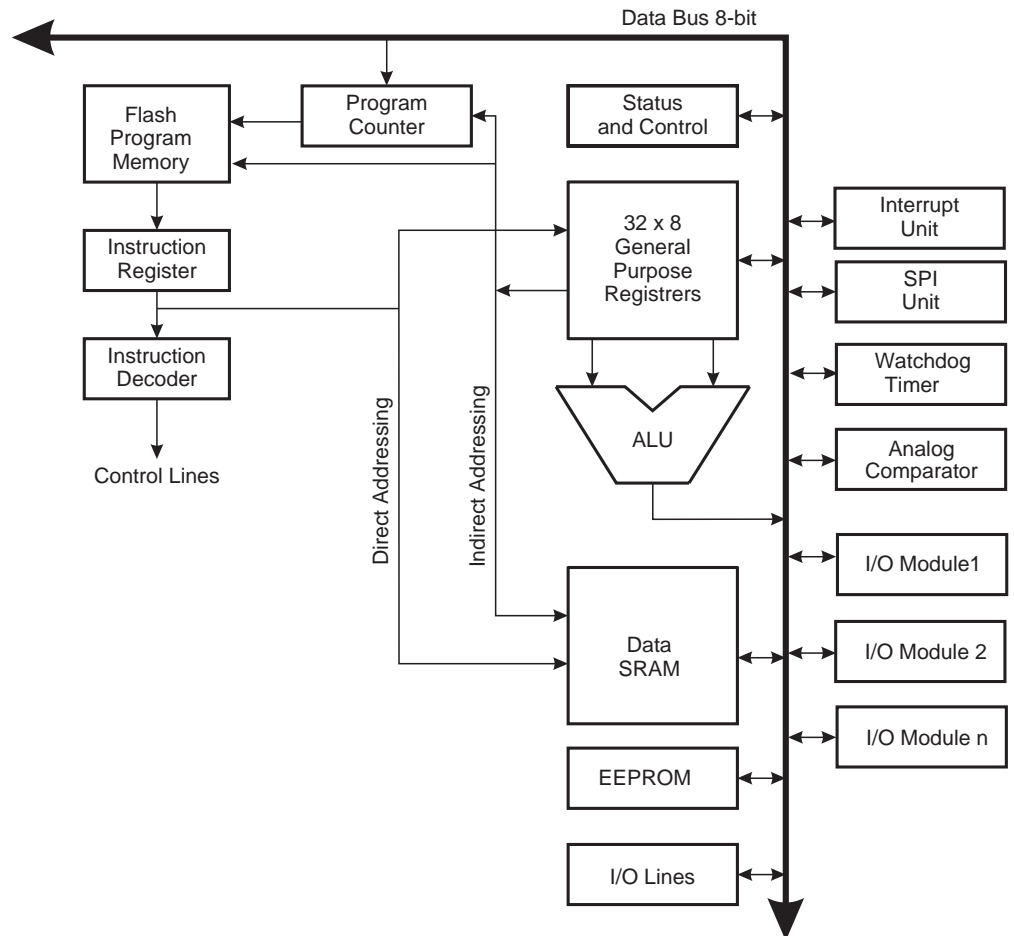 Data Bus 8-bit
Flash
Program
Memory
Program
Counter
Status
and Control
32 x 8
General
Purpose
Registrers
Interrupt
Unit
Instruction
Register
SPI
Unit
Instruction
Decoder
Watchdog
Timer
Direct Addressing
Indirect Addressing
ALU
Analog
Comparator
Control Lines
I/O Module1
Data
SRAM
I/O Module 2
I/O Module n
EEPROM
I/O Lines